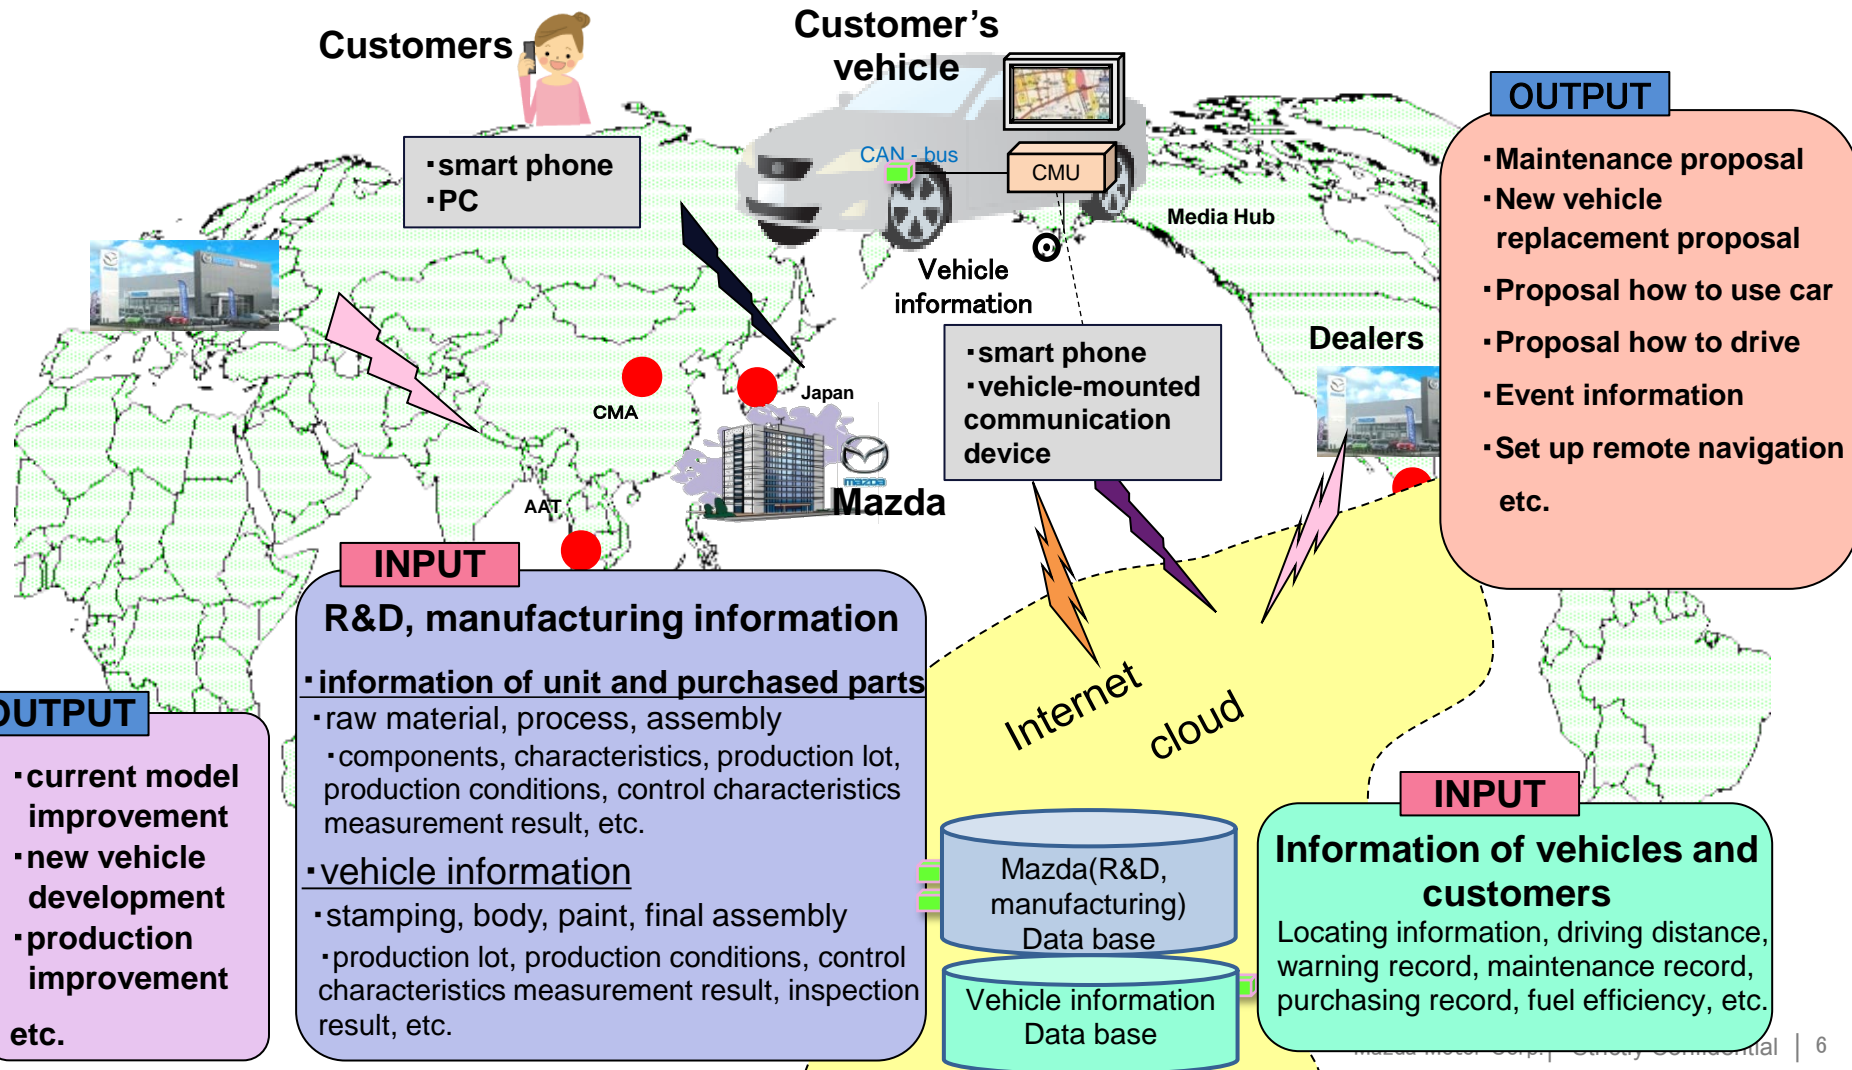 Customers
Customer’s
vehicle
・smart phone
・PC
CAN - bus
CMU
Media Hub
Vehicle
information
OUTPUT
・Maintenance proposal
・New vehicle
replacement proposal
・Proposal how to use car
・Proposal how to drive
・Event information
・Set up remote navigation
etc.
Dealers
・smart phone
・vehicle-mounted
communication
device
CMA
Japan
mazda
Mazda
AAT
INPUT
R&D, manufacturing information
・information of unit and purchased parts
・raw material, process, assembly
・components, characteristics, production lot,
production conditions, control characteristics
measurement result, etc.
・vehicle information
・stamping, body, paint, final assembly
・production lot, production conditions, control
characteristics measurement result, inspection
result, etc.
OUTPUT
・current model
improvement
・new vehicle
development
・production
improvement
etc.
Internet
cloud
Mazda(R&D,
manufacturing)
Data base
Vehicle information
Data base
INPUT
Information of vehicles and
customers
Locating information, driving distance,
warning record, maintenance record,
purchasing record, fuel efficiency, etc.
Mazda Motor Corp.| Strictly Confidential | 6